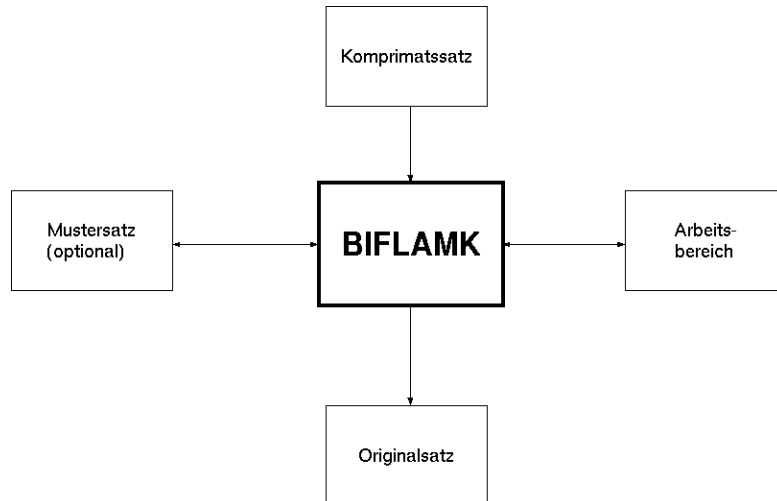 Komprimatssatz
Mustersatz
(optional)
BIFLAMK
Arbeits-
bereich
Originalsatz